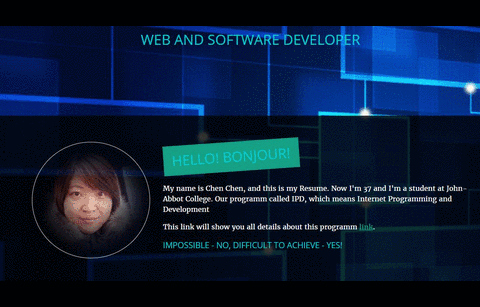 WEB AND SOFTWARE DEVELOPER
HELLO! BONJOUR!
My name is Chen Chen, and this is my Resume. Now I'm 37 and I'm a student at John-
Abbot College. Our programm called IPD, which means Internet Programming and
Development
This link will show you all details about this programm link.
IMPOSSIBLE - NO, DIFFICULT TO ACHIEVE - YES!